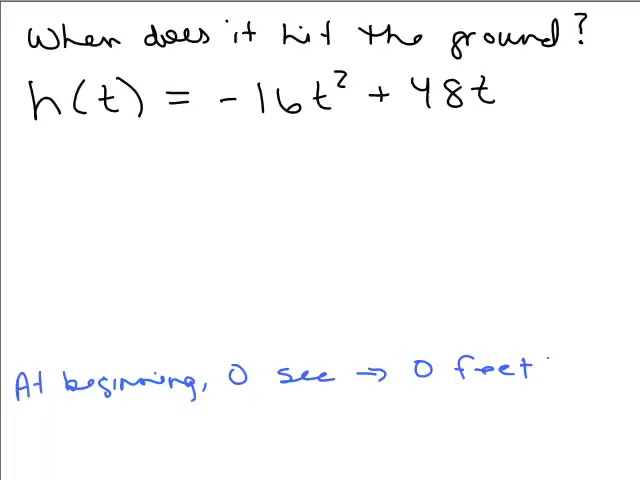 When does it hit the ground?
h(t) = -16t² + 48t
At beginning, 0 sec → 0 feet